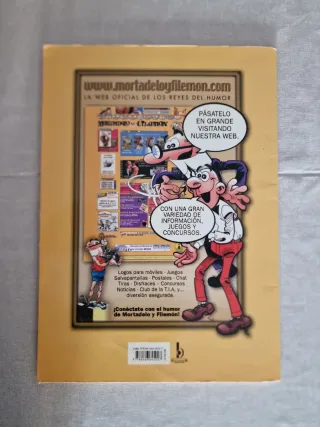 www.mortadeloyfilemon.com
LA WEB OFICIAL DE LOS REYES DEL HUMOR
PÁSATELO
EN GRANDE
VISITANDO
NUESTRA WEB.
CON UNA GRAN
VARIEDAD DE
INFORMACIÓN,
JUEGOS Y
CONCURSOS.
Logos para móviles - Juegos
Salvapantallas - Postales - Chat
Tiras - Disfraces - Concursos
Noticias - Club de la T.I.A. y...
diversión asegurada.
¡Conéctate con el humor
de Mortadelo y Filemón!